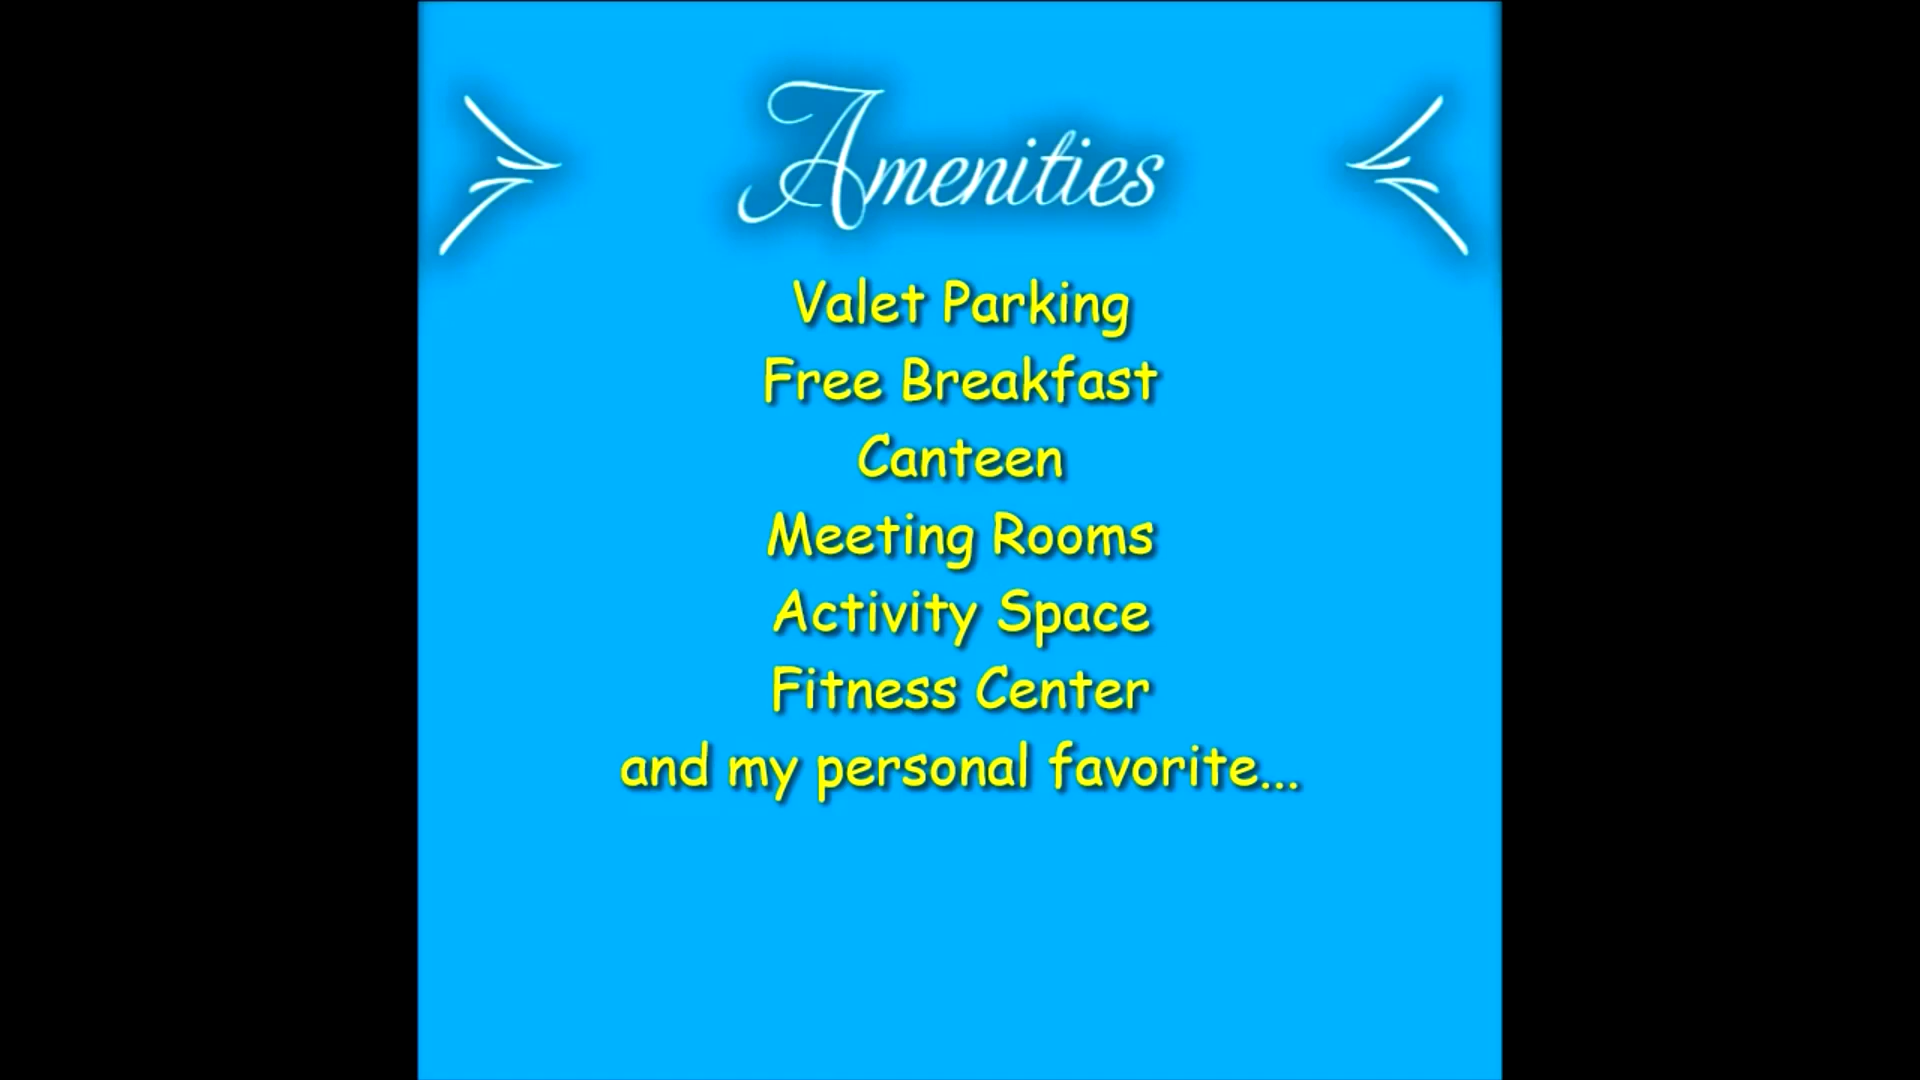 Amenities
Valet Parking
Free Breakfast
Canteen
Meeting Rooms
Activity Space
Fitness Center
and my personal favorite...